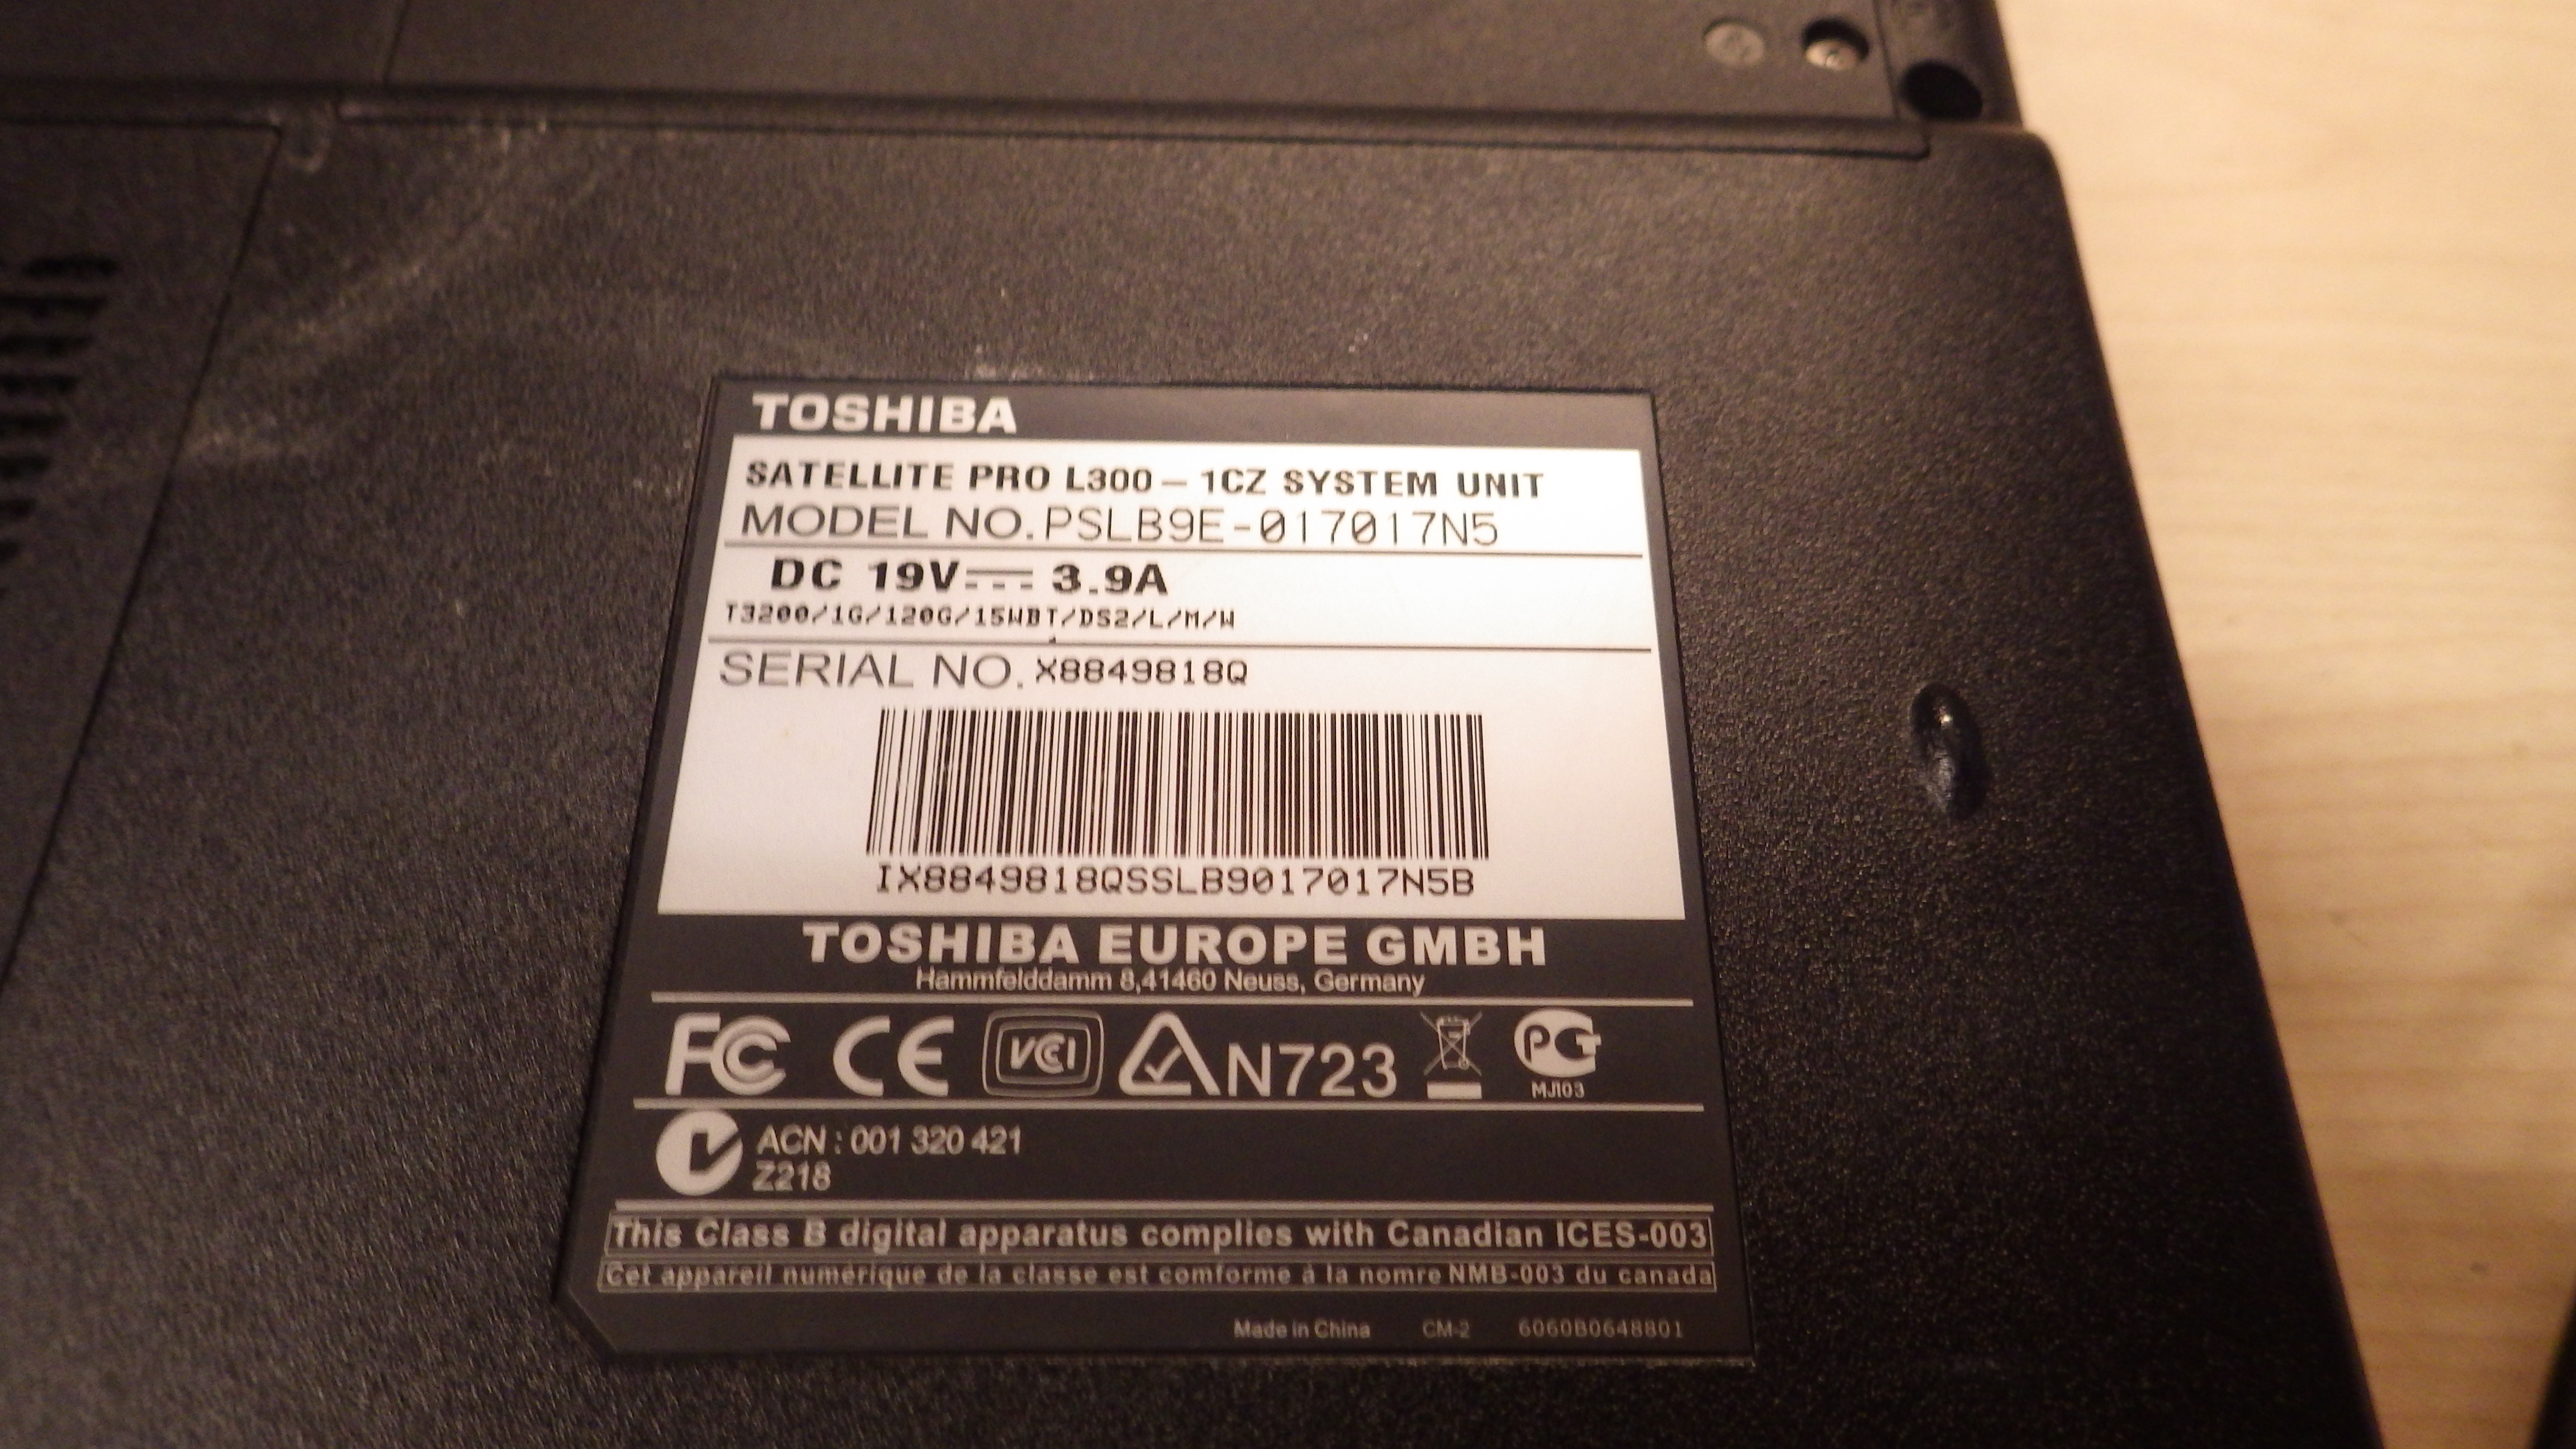 TOSHIBA
SATELLITE PRO L300 – 1CZ SYSTEM UNIT
MODEL NO. PSLB9E-017017N5
DC 19V 3.9A
T3200/1G/120G/15WBT/DS2/L/M/W
SERIAL NO. X8849818Q
IX8849818QSSLB9017017N5B
TOSHIBA EUROPE GMBH
Hammfelddamm 8,41460 Neuss, Germany
FC CE VCI N723 PG
MJ103
ACN : 001 320 421
Z218
This Class B digital apparatus complies with Canadian ICES-003
Cet appareil numérique de la classe est comforme à la nomre NMB-003 du canada
Made in China CM-2 6060B0648801